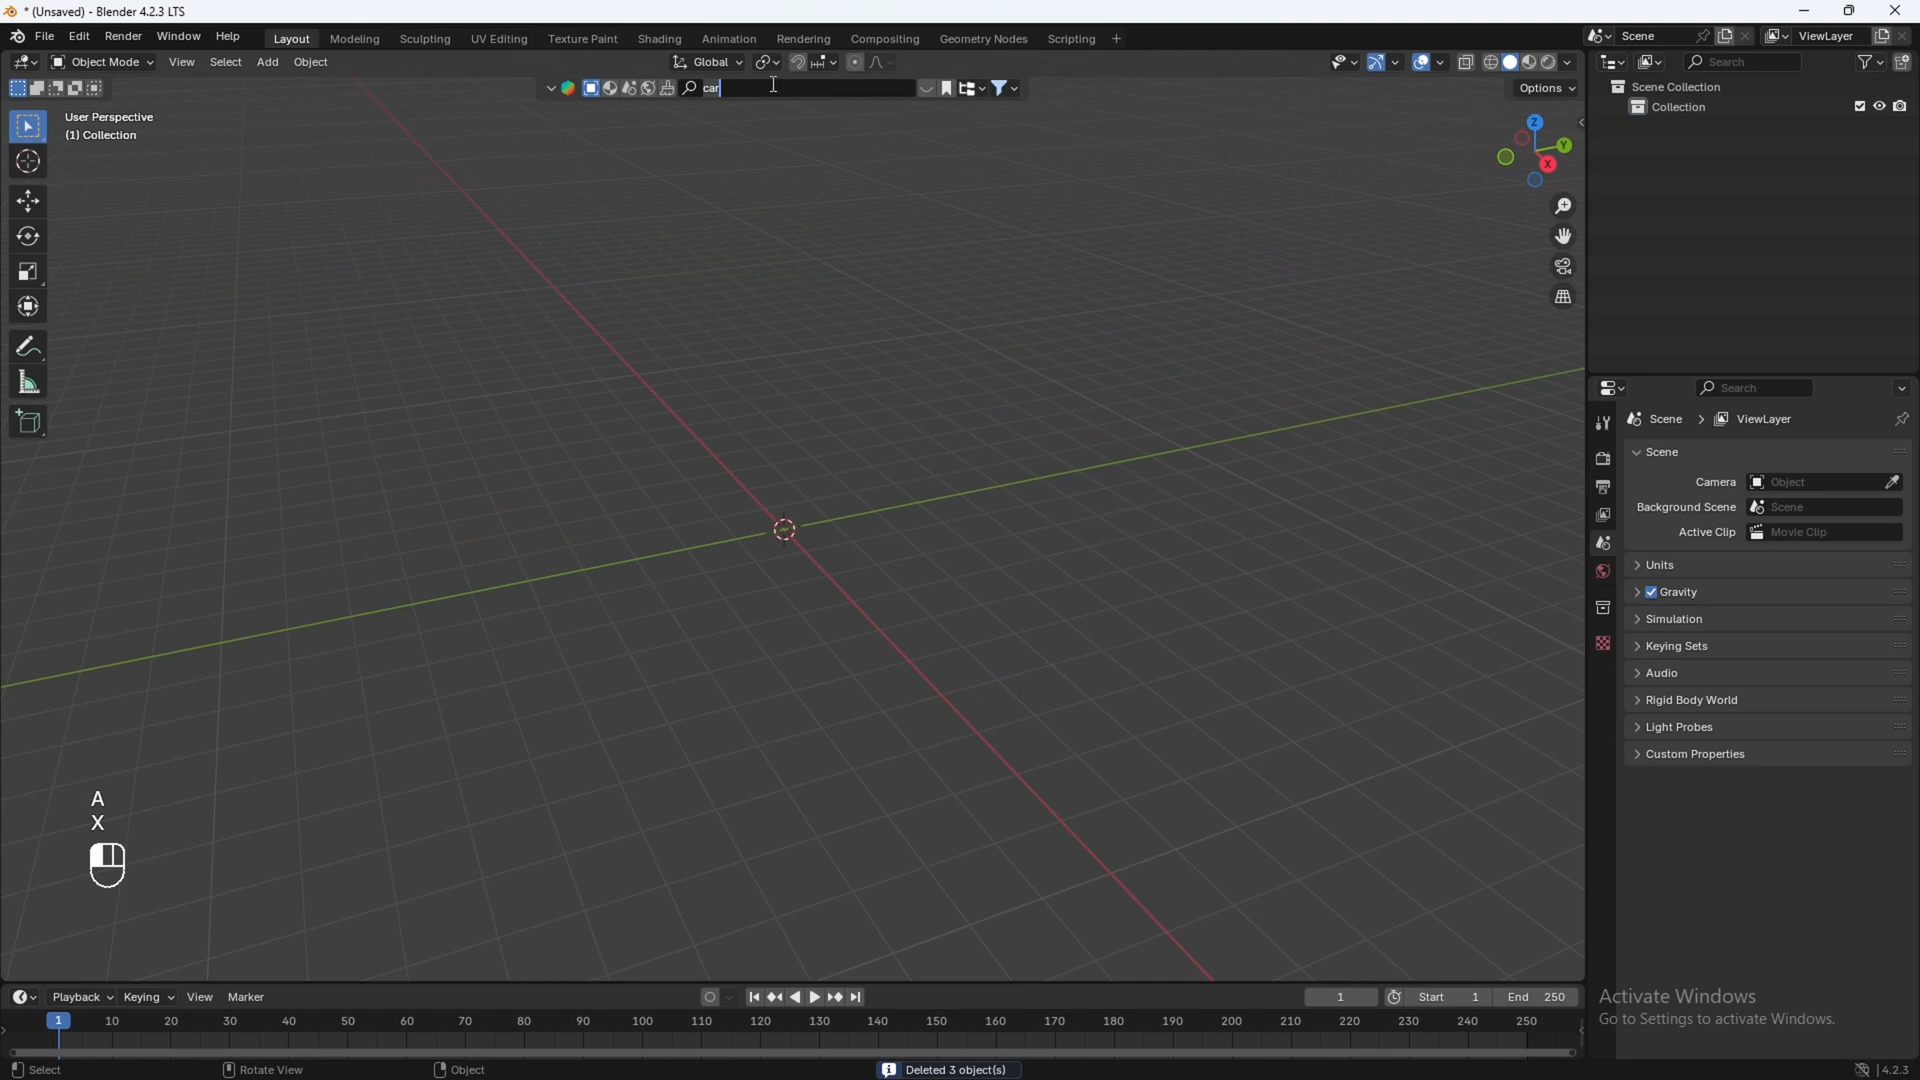 * (Unsaved) - Blender 4.2.3 LTS
File Edit Render Window Help Layout Modeling Sculpting UV Editing Texture Paint Shading Animation Rendering Compositing Geometry Nodes Scripting + Scene ViewLayer
Object Mode View Select Add Object Global Search
car Options
User Perspective
(1) Collection
Z
Y
X
Scene Collection
Collection
Search
Scene > ViewLayer
Scene
Camera Object
Background Scene Scene
Active Clip Movie Clip
Units
Gravity
Simulation
Keying Sets
Audio
Rigid Body World
Light Probes
Custom Properties
A
X
Activate Windows
Go to Settings to activate Windows.
Playback Keying View Marker 1 Start 1 End 250
1 10 20 30 40 50 60 70 80 90 100 110 120 130 140 150 160 170 180 190 200 210 220 230 240 250
Select Rotate View Object Deleted 3 object(s) 4.2.3